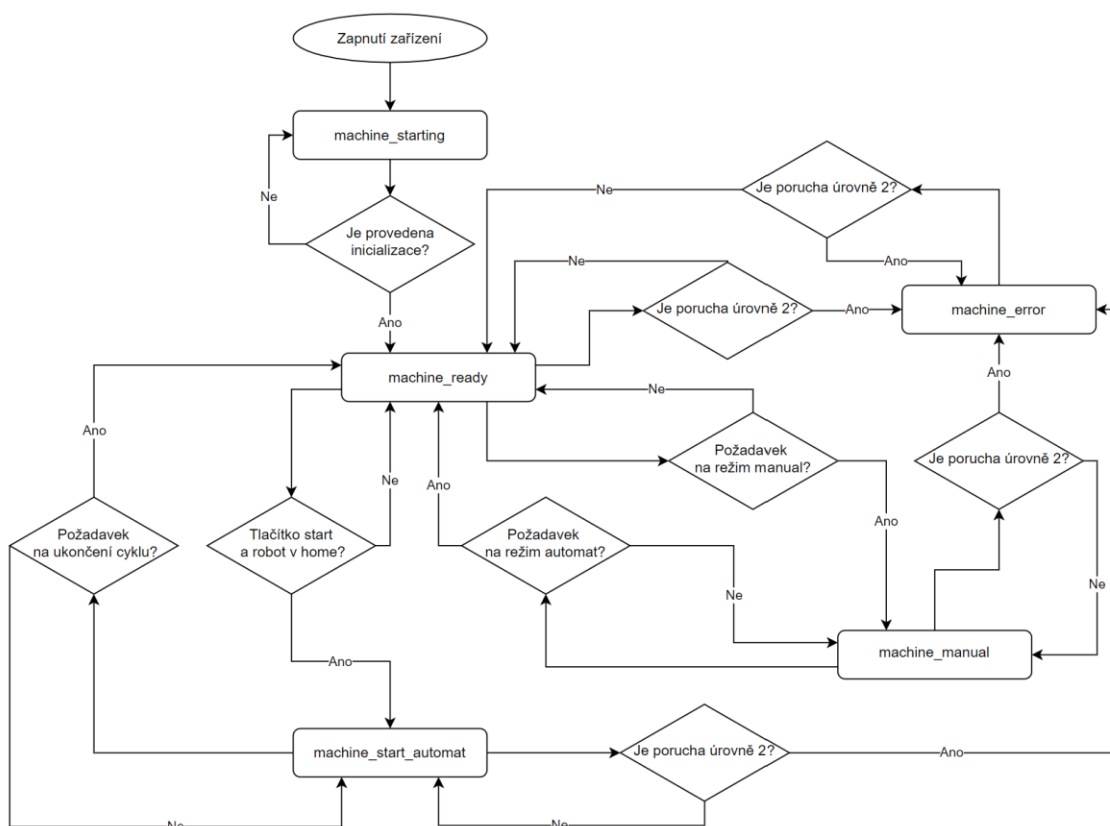 Zapnutí zařízení
machine_starting
Ne
Je provedena
inicializace?
Ano
Je porucha úrovně 2?
Ne
Ano
Je porucha úrovně 2?
Ne
Ano
machine_error
machine_ready
Ano
Ne
Ano
Ne
Požadavek
na režim manual?
Ano
Je porucha úrovně 2?
Ano
Ne
Požadavek
na ukončení cyklu?
Tlačítko start
a robot v home?
Požadavek
na režim automat?
Ne
machine_manual
Ano
machine_start_automat
Je porucha úrovně 2?
Ano
Ne
Ne